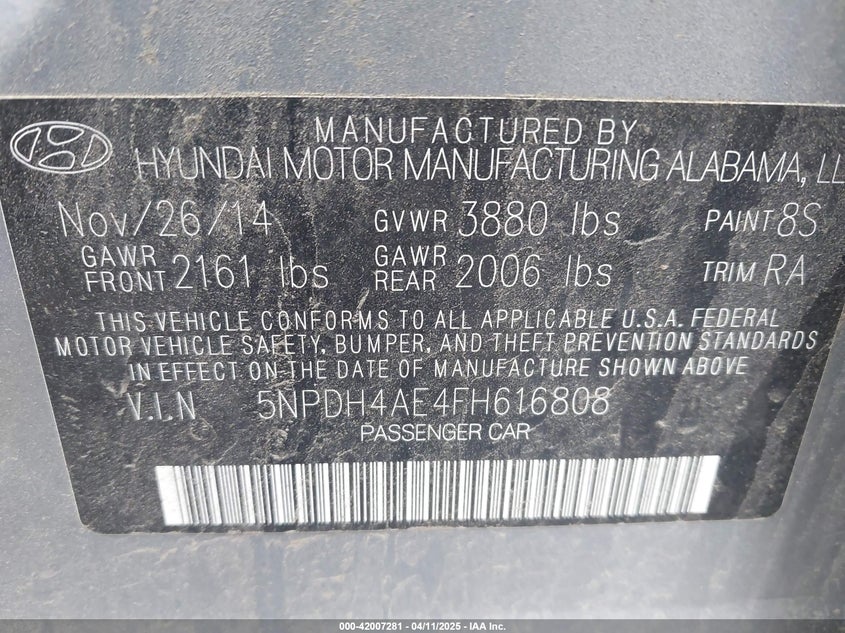 MANUFACTURED BY
HYUNDAI MOTOR MANUFACTURING ALABAMA, LL
Nov/26/14 GVWR 3880 lbs PAINT 8S
GAWR FRONT 2161 lbs GAWR REAR 2006 lbs TRIM RA
THIS VEHICLE CONFORMS TO ALL APPLICABLE U.S.A. FEDERAL
MOTOR VEHICLE SAFETY, BUMPER, AND THEFT PREVENTION STANDARDS
IN EFFECT ON THE DATE OF MANUFACTURE SHOWN ABOVE
V.I.N 5NPDH4AE4FH616808
PASSENGER CAR
000-42007281 - 04/11/2025 - IAA Inc.